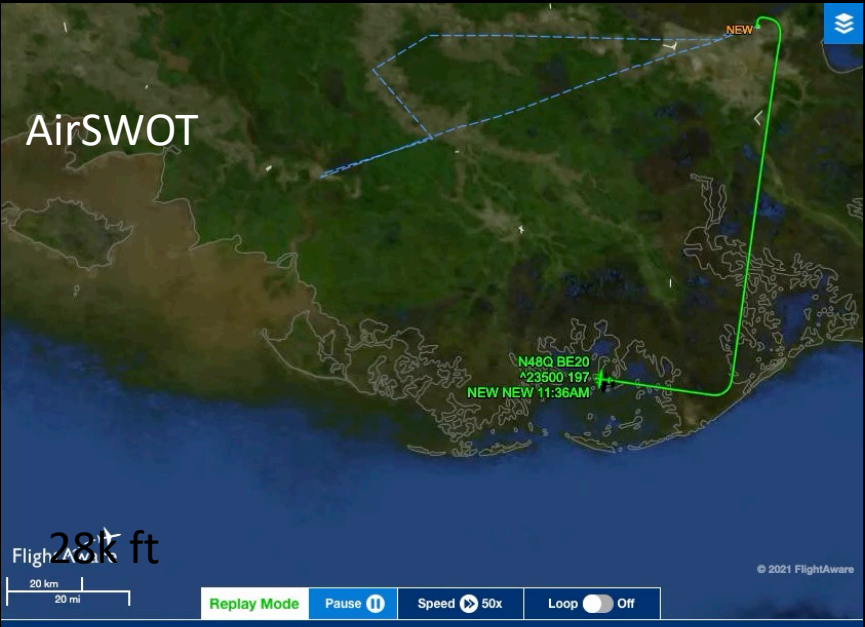 NEW
AirSWOT
N48Q BE20
^23500 197
NEW NEW 11:36AM
28k ft
FlightAware
© 2021 FlightAware
20 km
20 mi
Replay Mode
Pause
Speed 50x
Loop Off